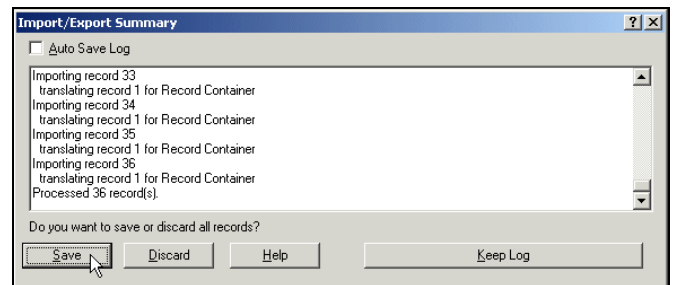 Import/Export Summary
Auto Save Log
Importing record 33
translating record 1 for Record Container
Importing record 34
translating record 1 for Record Container
Importing record 35
translating record 1 for Record Container
Importing record 36
translating record 1 for Record Container
Processed 36 record(s).
Do you want to save or discard all records?
Save Discard Help Keep Log